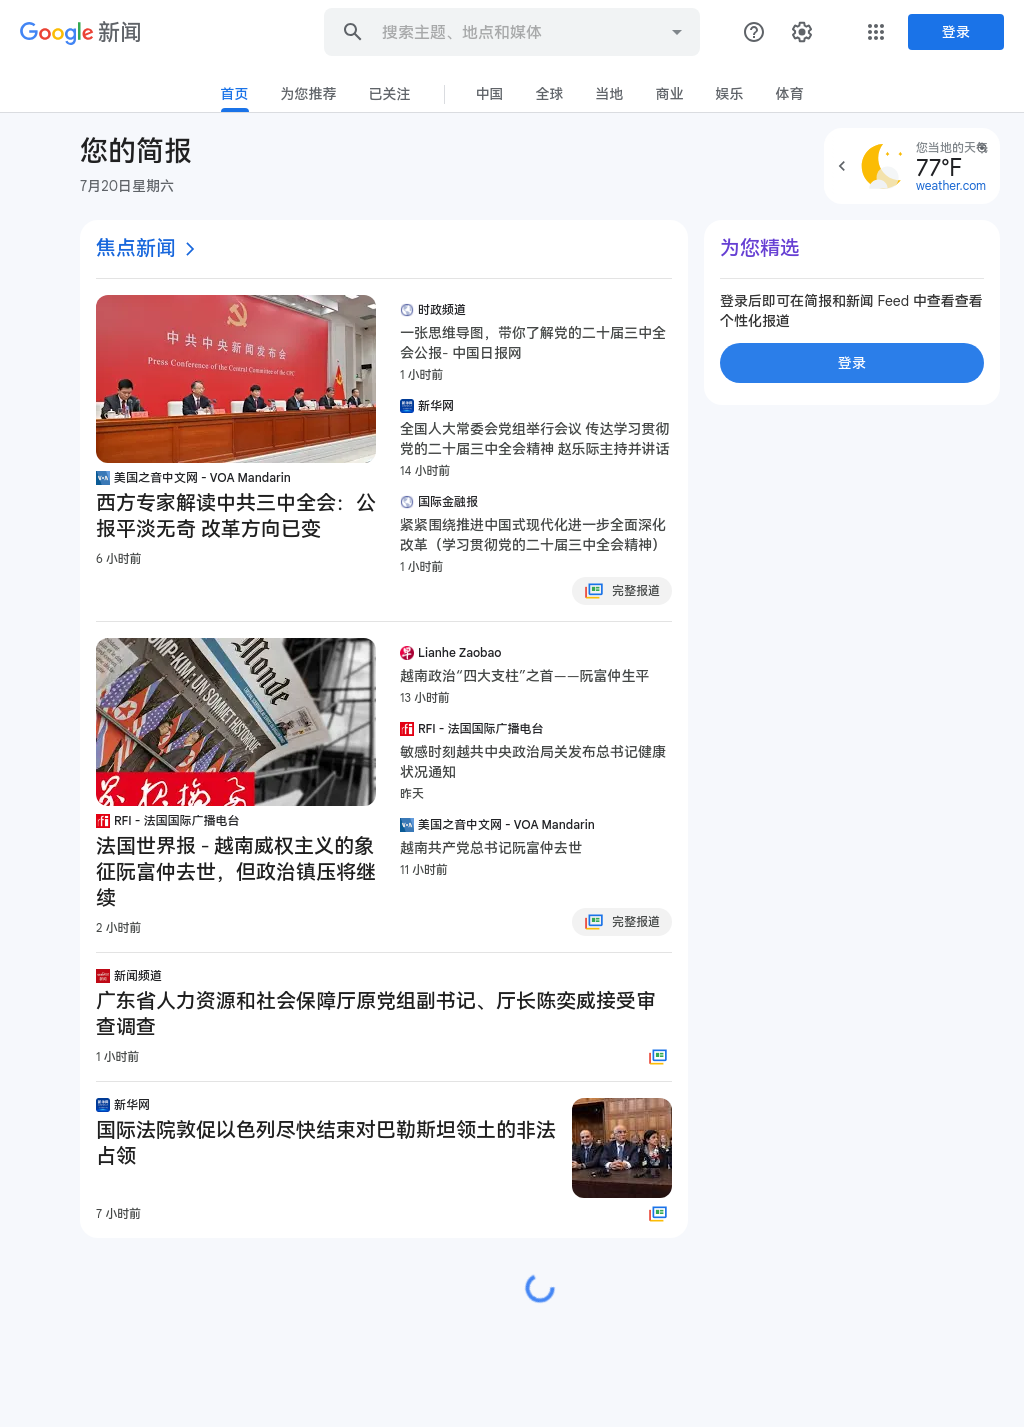 Google 新闻
搜索主题、地点和媒体
登录
首页
为您推荐
已关注
中国
全球
当地
商业
娱乐
体育
您的简报
7月20日星期六
您当地的天气
77°F
weather.com
焦点新闻
中共中央新闻发布会
Press Conference of the Central Committee of the CPC
美国之音中文网 - VOA Mandarin
西方专家解读中共三中全会：公
报平淡无奇 改革方向已变
6 小时前
时政频道
一张思维导图，带你了解党的二十届三中全
会公报- 中国日报网
1 小时前
新华网
全国人大常委会党组举行会议 传达学习贯彻
党的二十届三中全会精神 赵乐际主持并讲话
14 小时前
国际金融报
紧紧围绕推进中国式现代化进一步全面深化
改革（学习贯彻党的二十届三中全会精神）
1 小时前
完整报道
UMP-KIM: UN SOMMET HISTORIQUE
Monde
RFI - 法国国际广播电台
法国世界报 - 越南威权主义的象
征阮富仲去世，但政治镇压将继
续
2 小时前
Lianhe Zaobao
越南政治“四大支柱”之首——阮富仲生平
13 小时前
RFI - 法国国际广播电台
敏感时刻越共中央政治局关发布总书记健康
状况通知
昨天
美国之音中文网 - VOA Mandarin
越南共产党总书记阮富仲去世
11 小时前
完整报道
新闻频道
广东省人力资源和社会保障厅原党组副书记、厅长陈奕威接受审
查调查
1 小时前
新华网
国际法院敦促以色列尽快结束对巴勒斯坦领土的非法
占领
7 小时前
为您精选
登录后即可在简报和新闻 Feed 中查看查看
个性化报道
登录